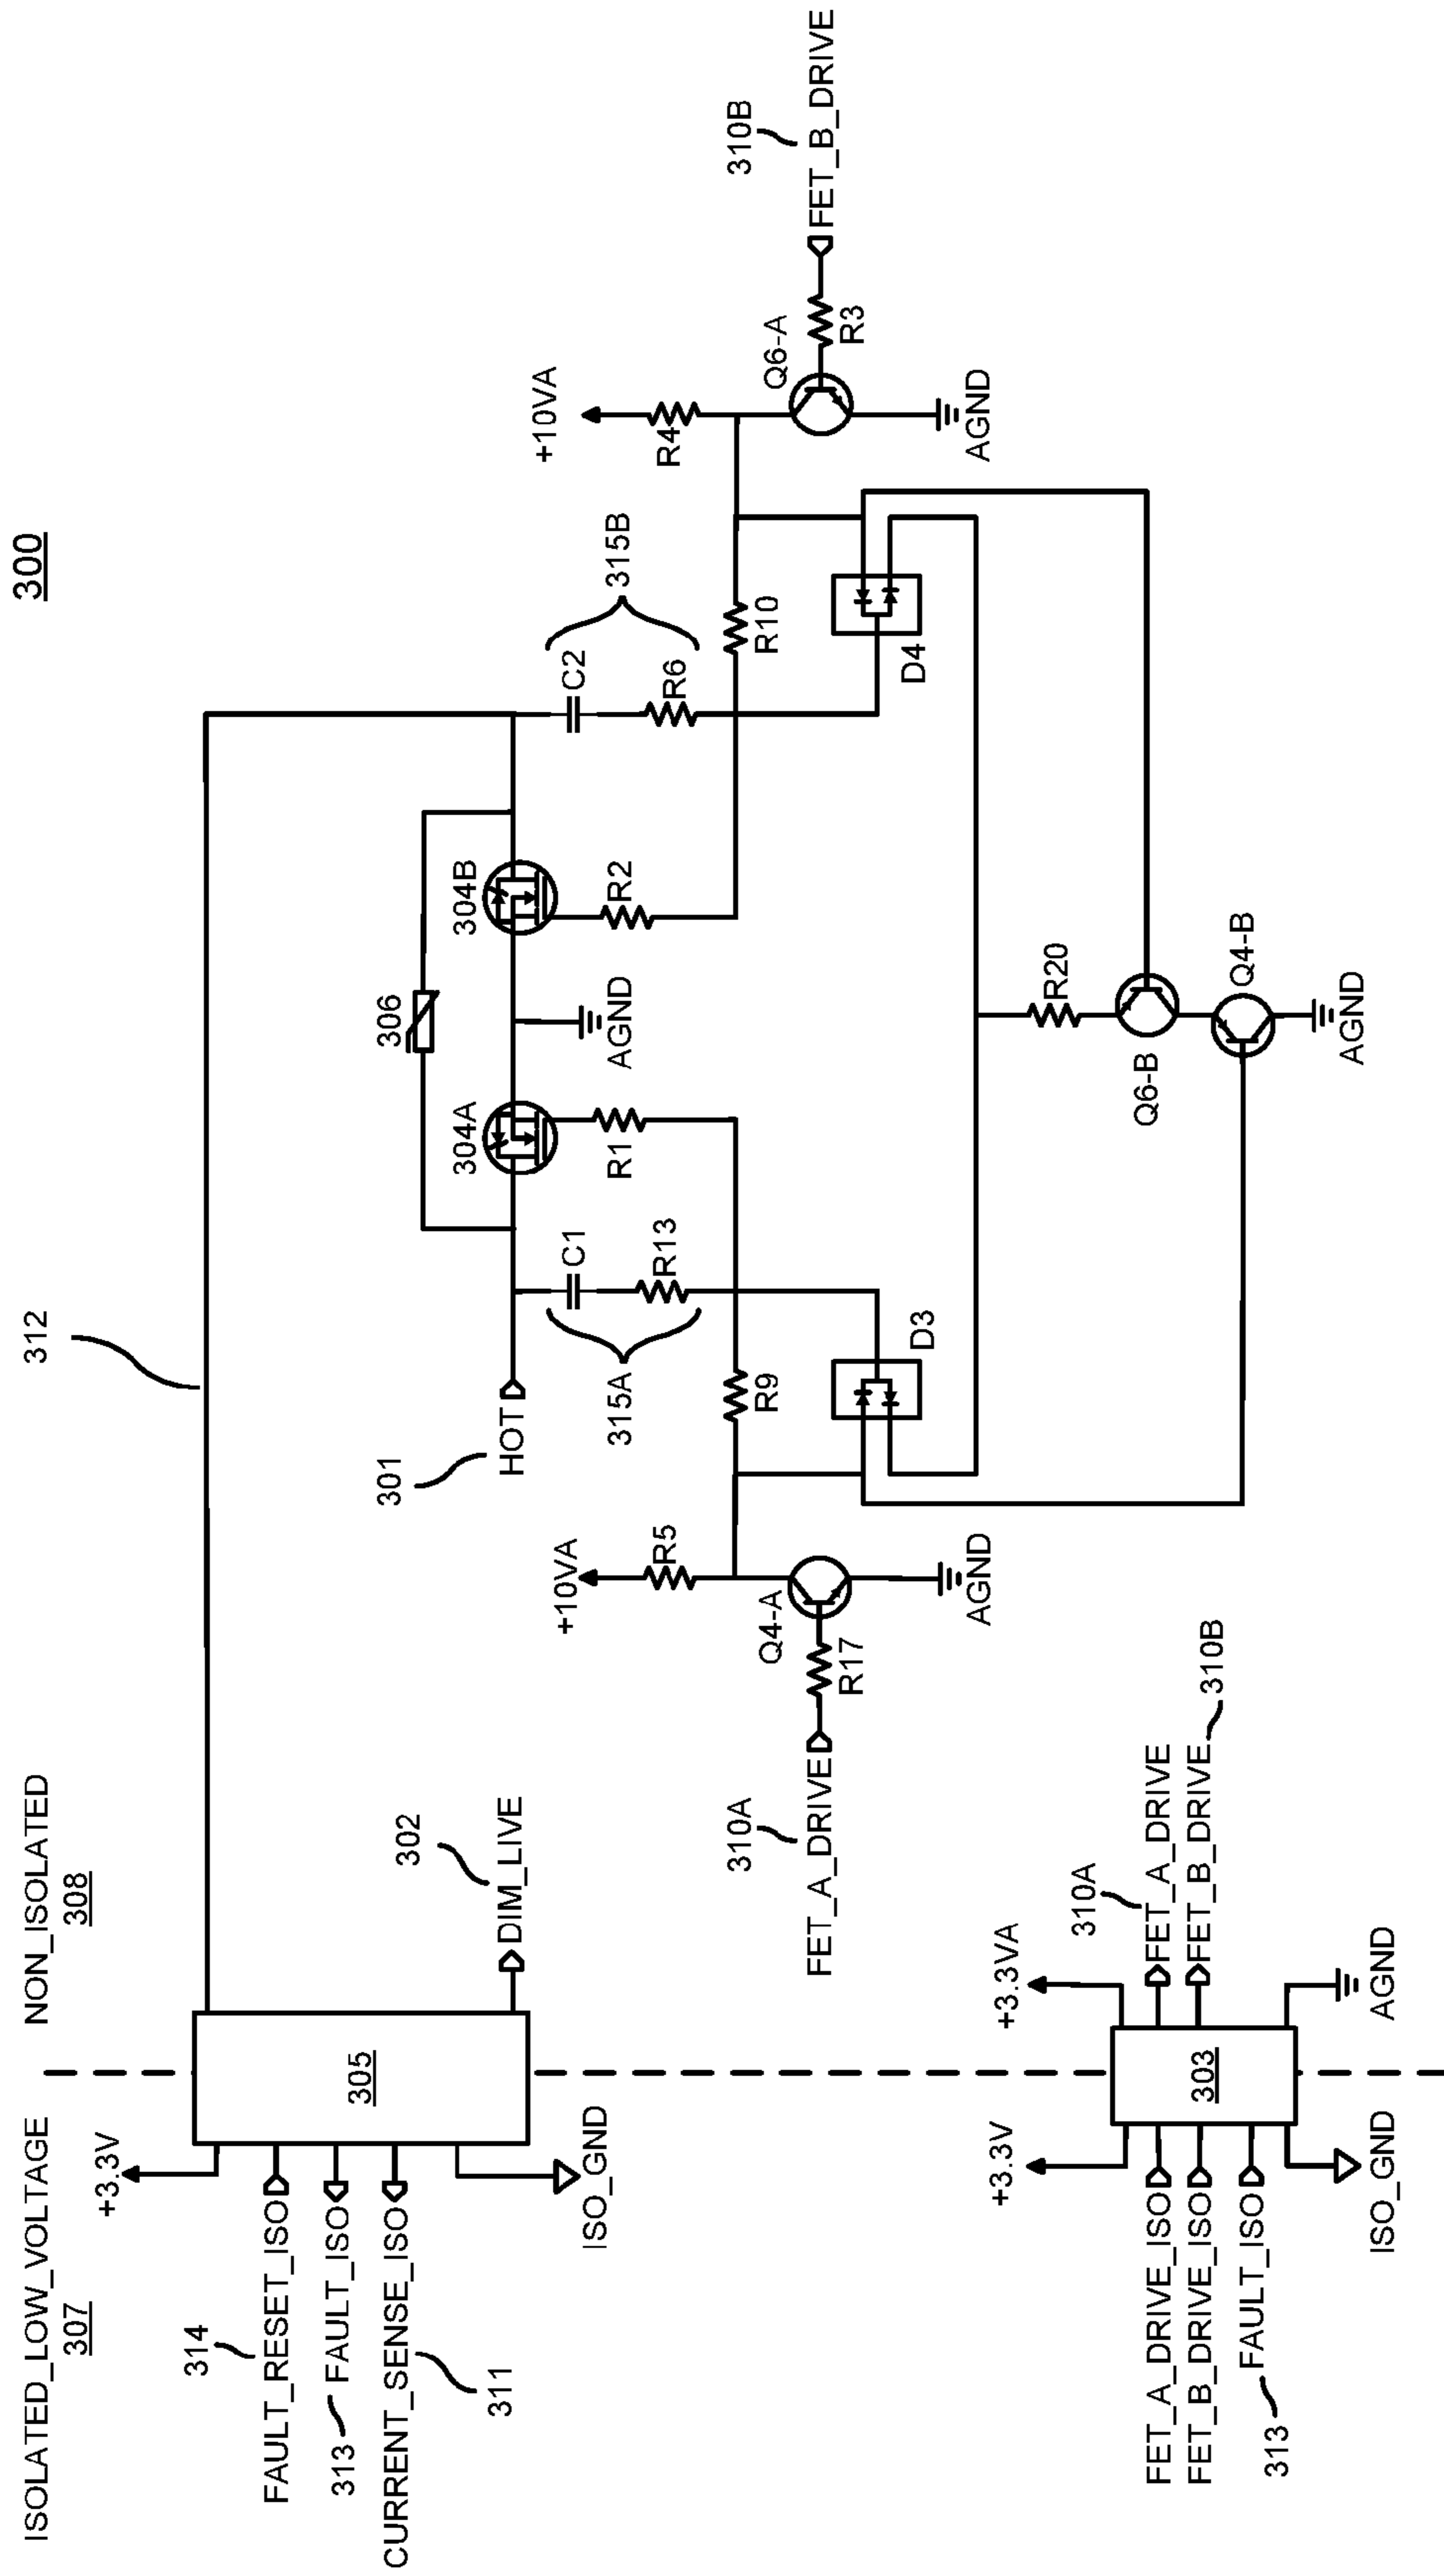 300
ISOLATED_LOW_VOLTAGE
307
NON_ISOLATED
308
312
+3.3V
314
FAULT_RESET_ISO
313
FAULT_ISO
CURRENT_SENSE_ISO
311
ISO_GND
305
302
DIM_LIVE
301
HOT
306
304A
304B
C1
R13
315A
C2
R6
315B
R1
R2
AGND
+10VA
R5
R9
Q4-A
R17
310A
FET_A_DRIVE
AGND
D3
+10VA
R4
R10
Q6-A
R3
310B
FET_B_DRIVE
AGND
D4
R20
Q6-B
Q4-B
AGND
+3.3V
FET_A_DRIVE_ISO
FET_B_DRIVE_ISO
313
FAULT_ISO
ISO_GND
303
+3.3VA
310A
FET_A_DRIVE
FET_B_DRIVE
310B
AGND